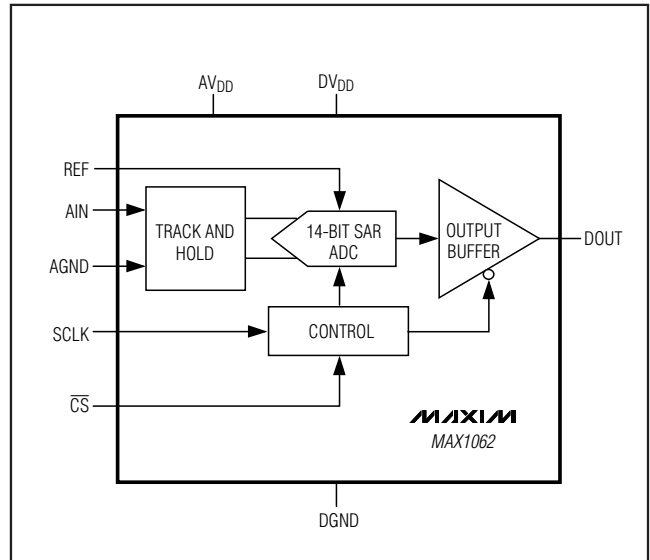 AVDD
DVDD
REF
AIN
AGND
SCLK
CS
TRACK AND
HOLD
14-BIT SAR
ADC
CONTROL
OUTPUT
BUFFER
DOUT
MAXIM
MAX1062
DGND